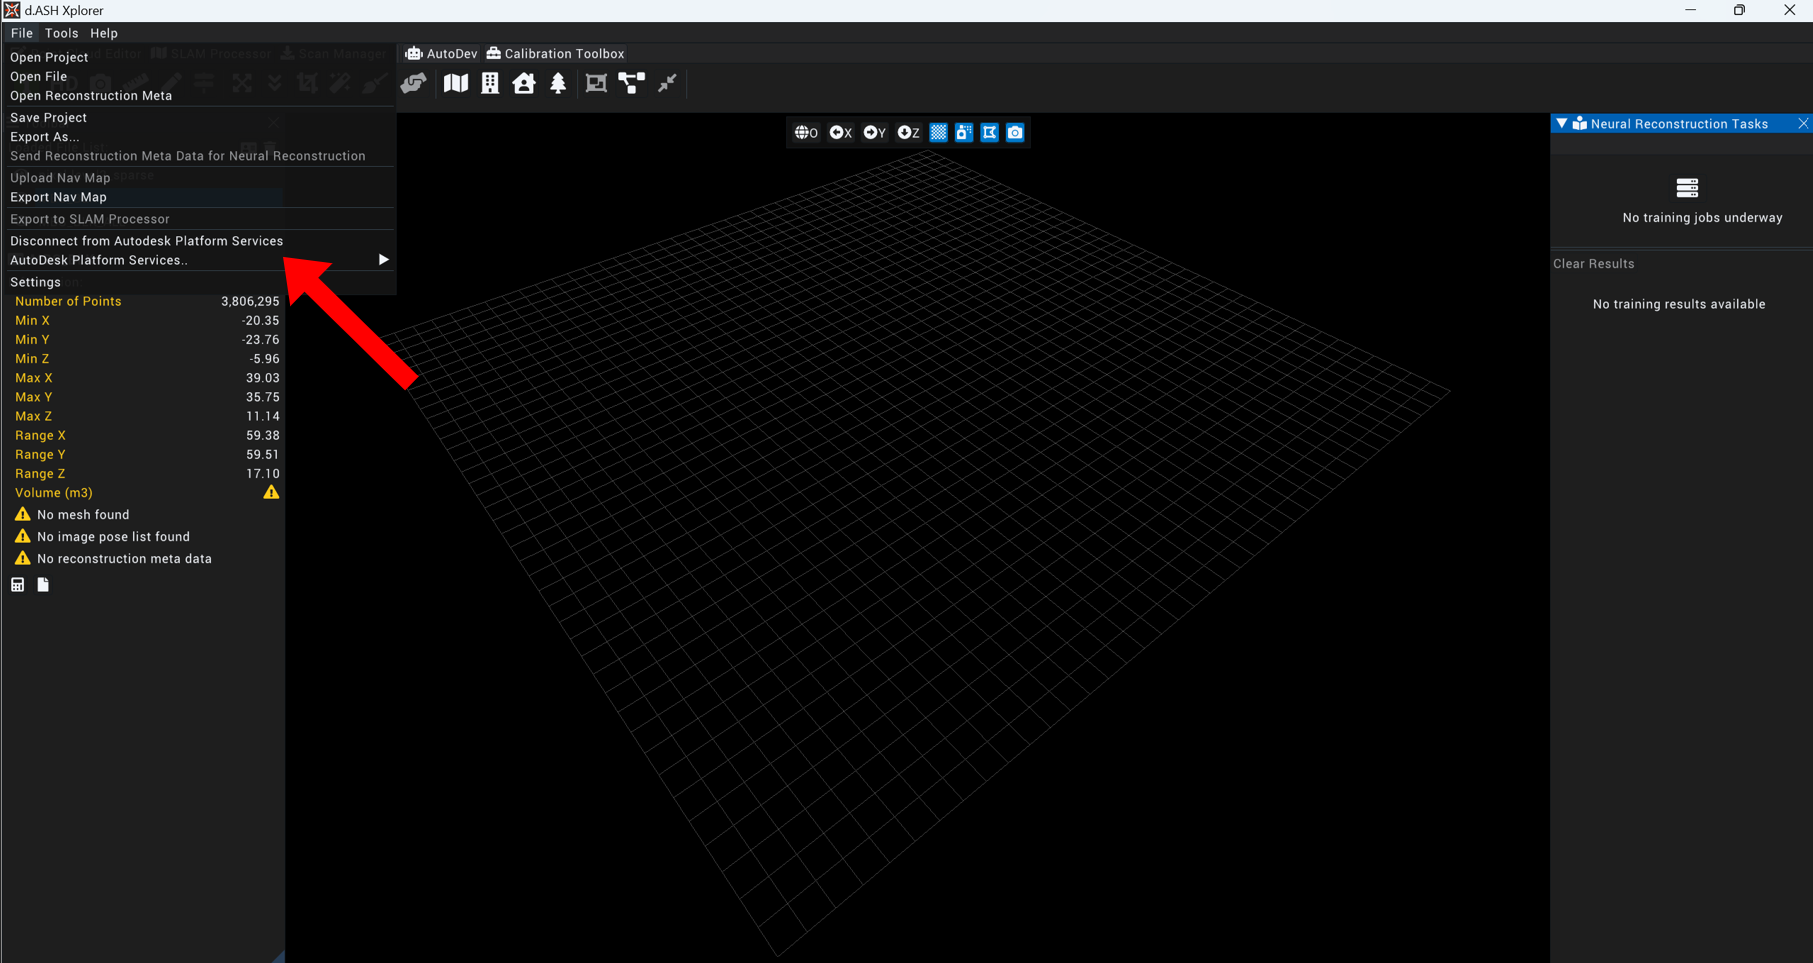 d.ASH Xplorer
File Tools Help
Editor SLAM Processor Scan Manager AutoDev Calibration Toolbox
Open Project
Open File
Open Reconstruction Meta
Save Project
Export As...
Send Reconstruction Meta Data for Neural Reconstruction
Upload Nav Map
Export Nav Map
Export to SLAM Processor
Disconnect from Autodesk Platform Services
AutoDesk Platform Services..
Settings
Number of Points 3,806,295
Min X -20.35
Min Y -23.76
Min Z -5.96
Max X 39.03
Max Y 35.75
Max Z 11.14
Range X 59.38
Range Y 59.51
Range Z 17.10
Volume (m3)
No mesh found
No image pose list found
No reconstruction meta data
O X Y Z
Neural Reconstruction Tasks
No training jobs underway
Clear Results
No training results available